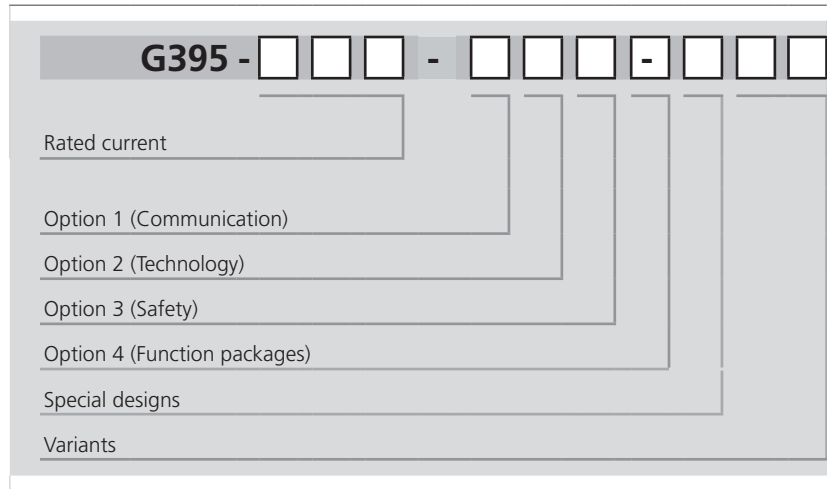 G395 - - -
Rated current
Option 1 (Communication)
Option 2 (Technology)
Option 3 (Safety)
Option 4 (Function packages)
Special designs
Variants